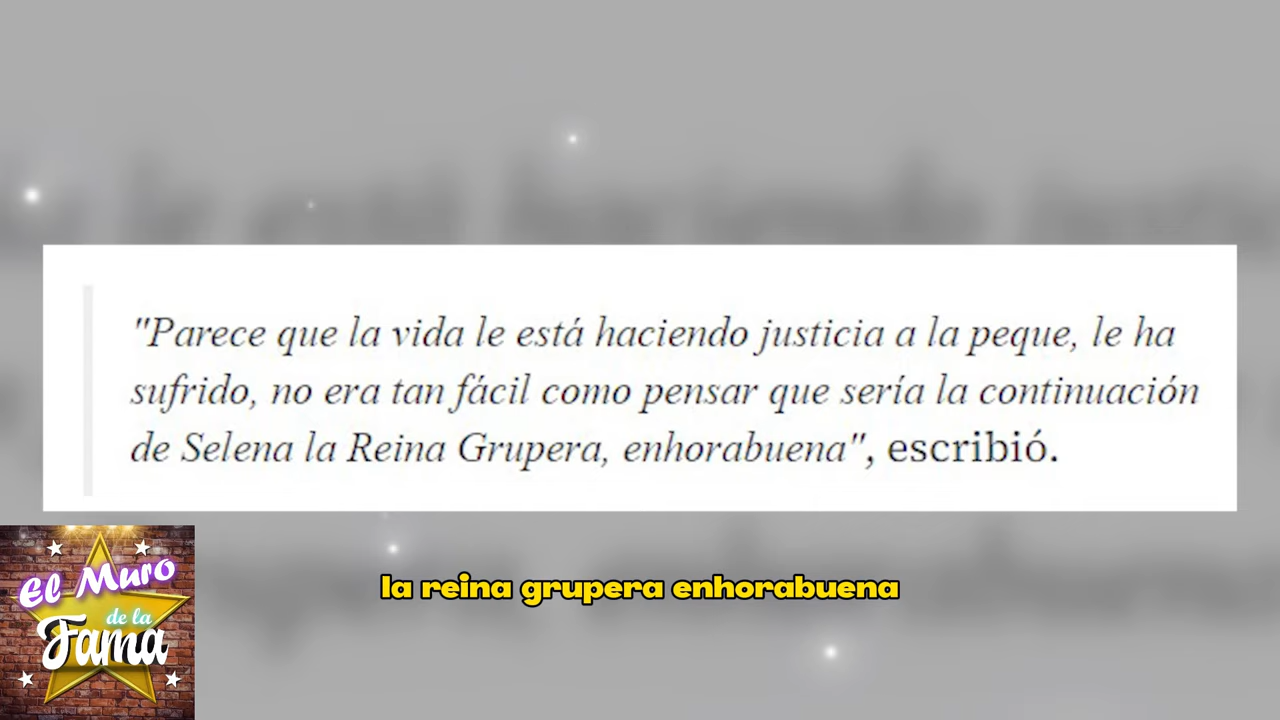 "Parece que la vida le está haciendo justicia a la peque, le ha
sufrido, no era tan fácil como pensar que sería la continuación
de Selena la Reina Grupera, enhorabuena", escribió.
la reina grupera enhorabuena
El Muro
de la
Fama